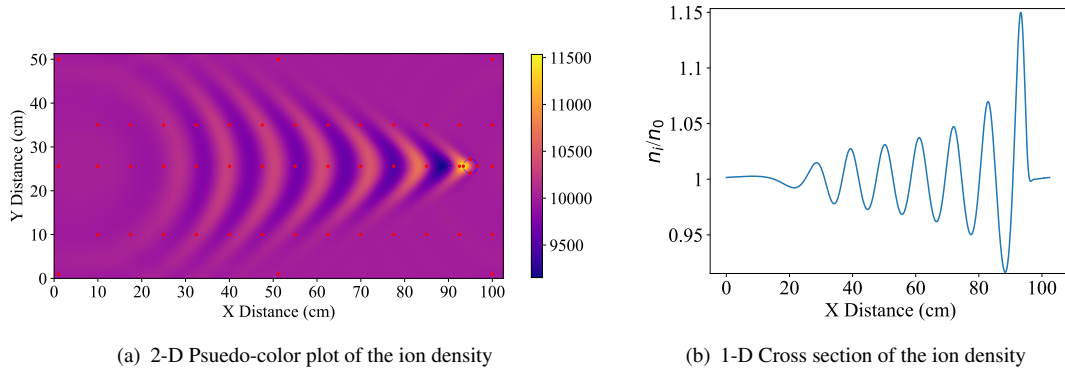 50
40
30
20
10
0
Y Distance (cm)
0 10 20 30 40 50 60 70 80 90 100
X Distance (cm)
11500
11000
10500
10000
9500
(a) 2-D Psuedo-color plot of the ion density
1.15
1.1
1.05
1
0.95
n_i/n_0
0 20 40 60 80 100
X Distance (cm)
(b) 1-D Cross section of the ion density